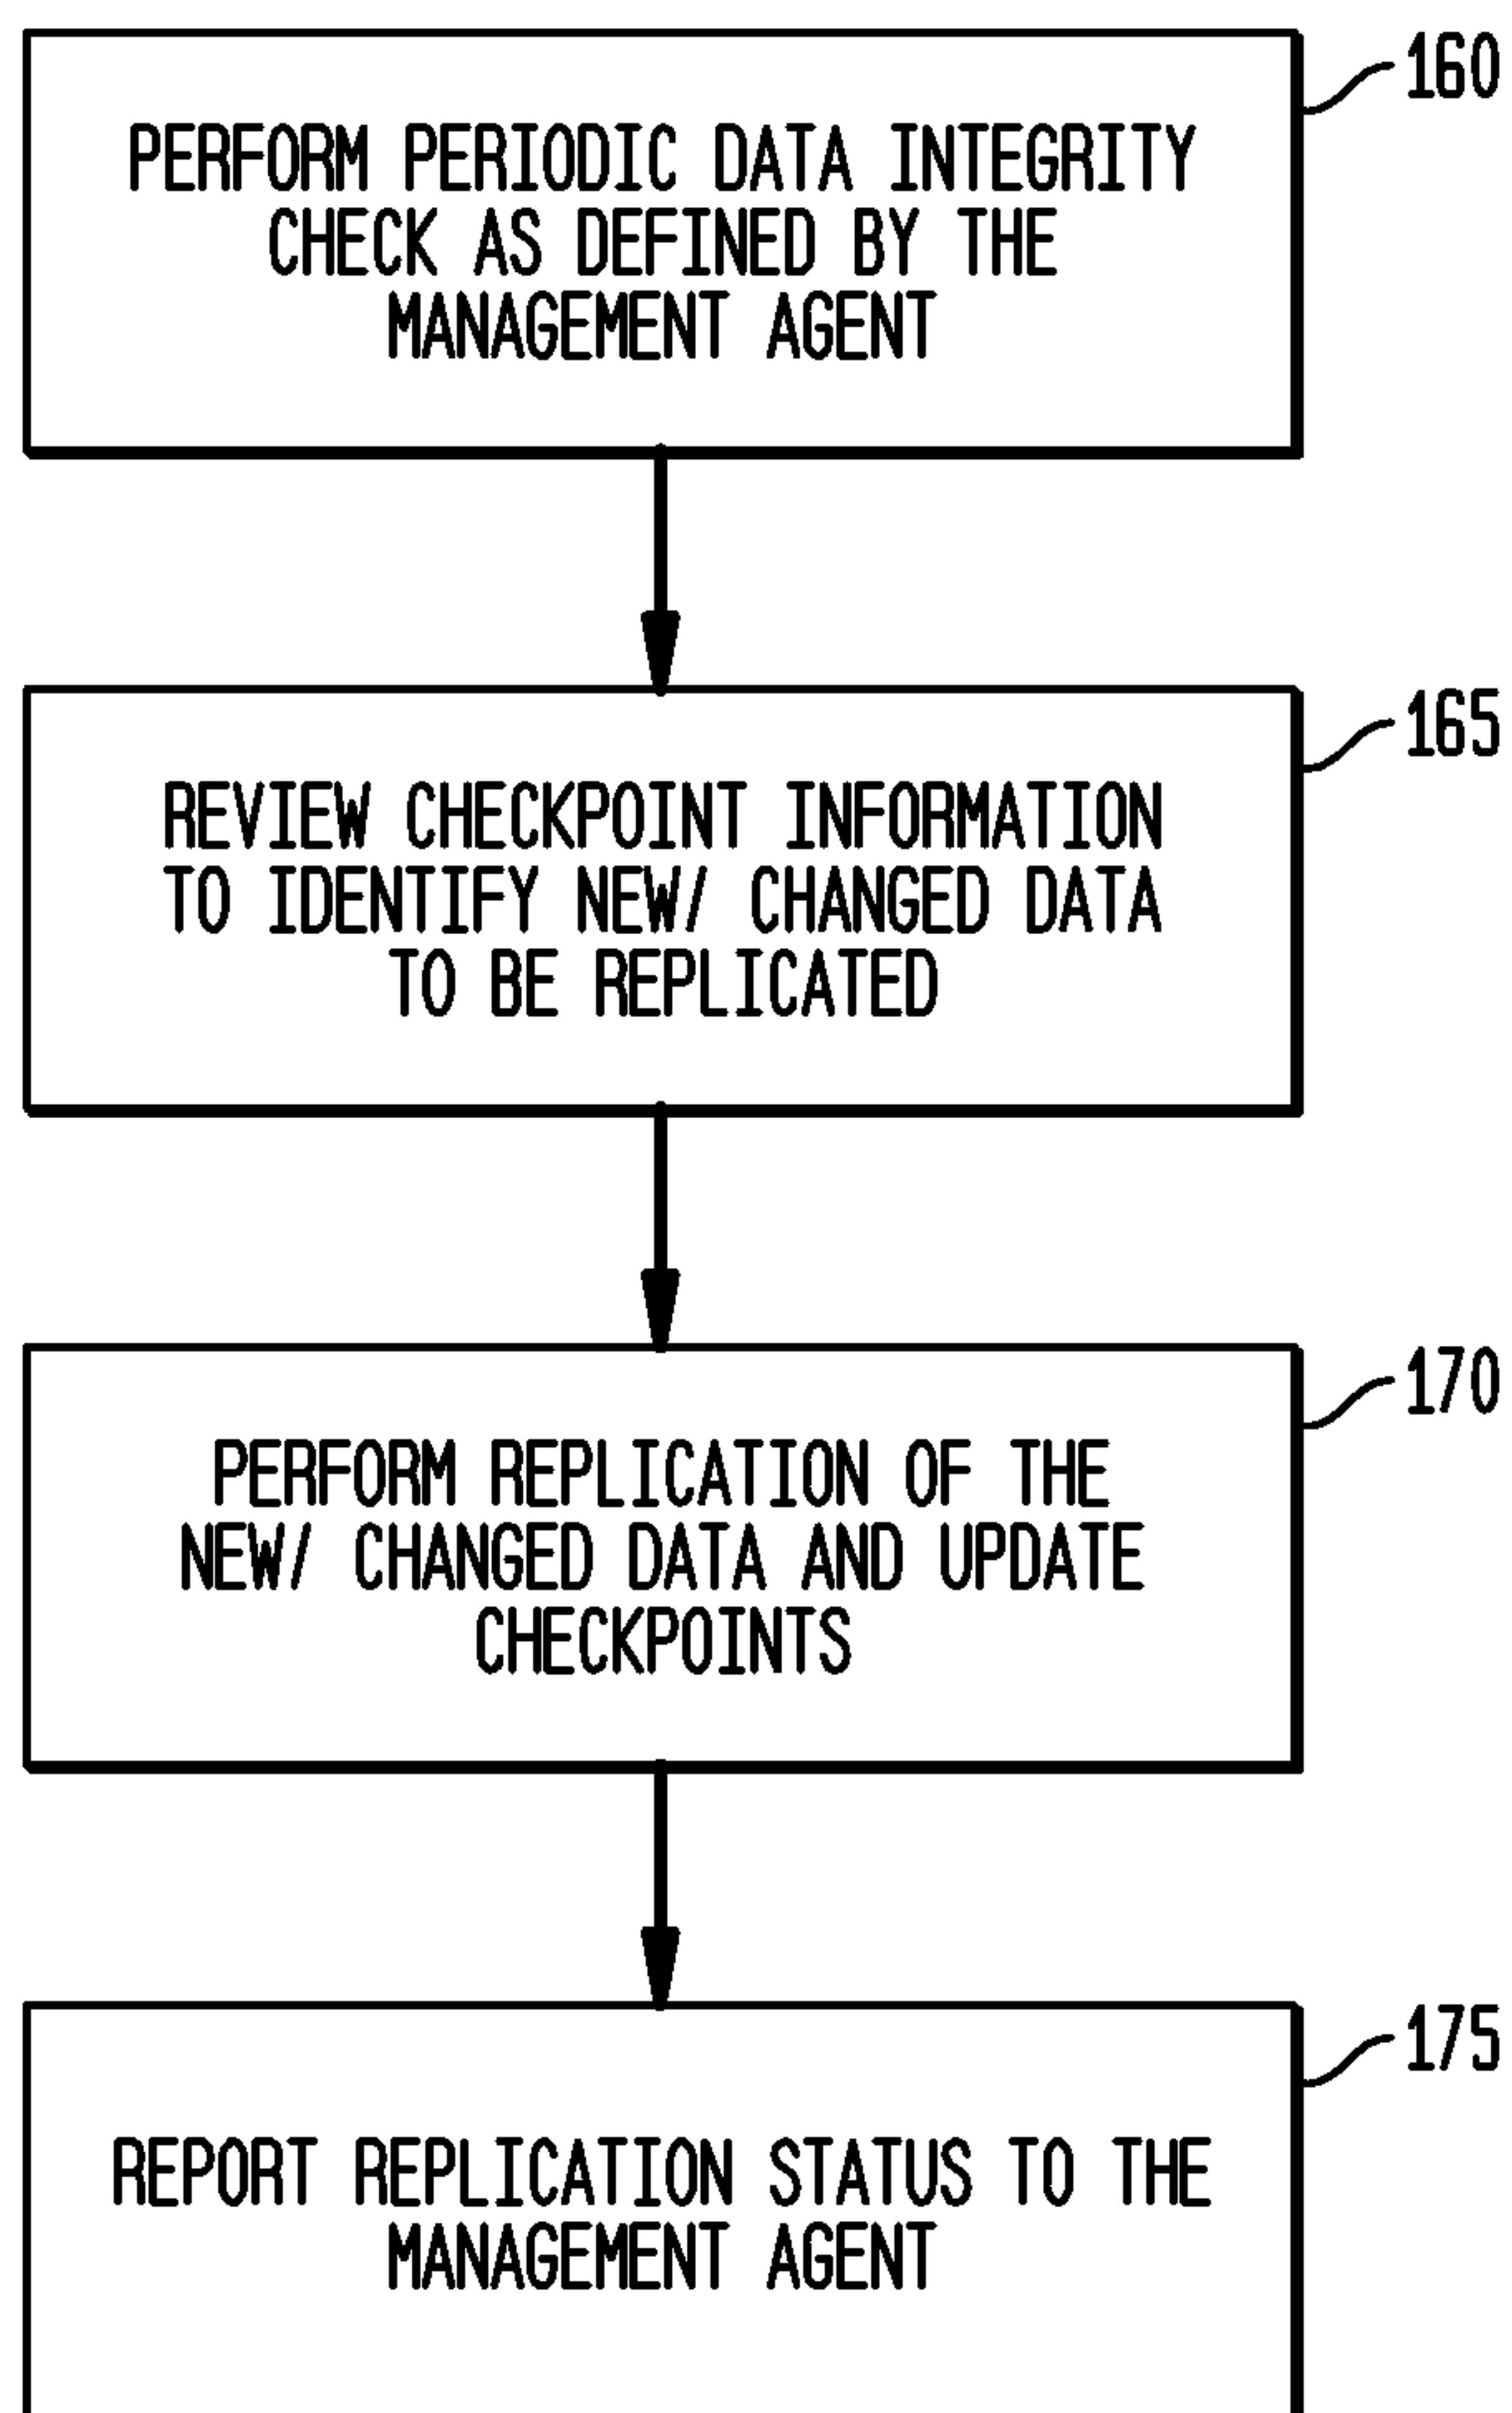 160
PERFORM PERIODIC DATA INTEGRITY
CHECK AS DEFINED BY THE
MANAGEMENT AGENT
165
REVIEW CHECKPOINT INFORMATION
TO IDENTIFY NEW/ CHANGED DATA
TO BE REPLICATED
170
PERFORM REPLICATION OF THE
NEW/ CHANGED DATA AND UPDATE
CHECKPOINTS
175
REPORT REPLICATION STATUS TO THE
MANAGEMENT AGENT